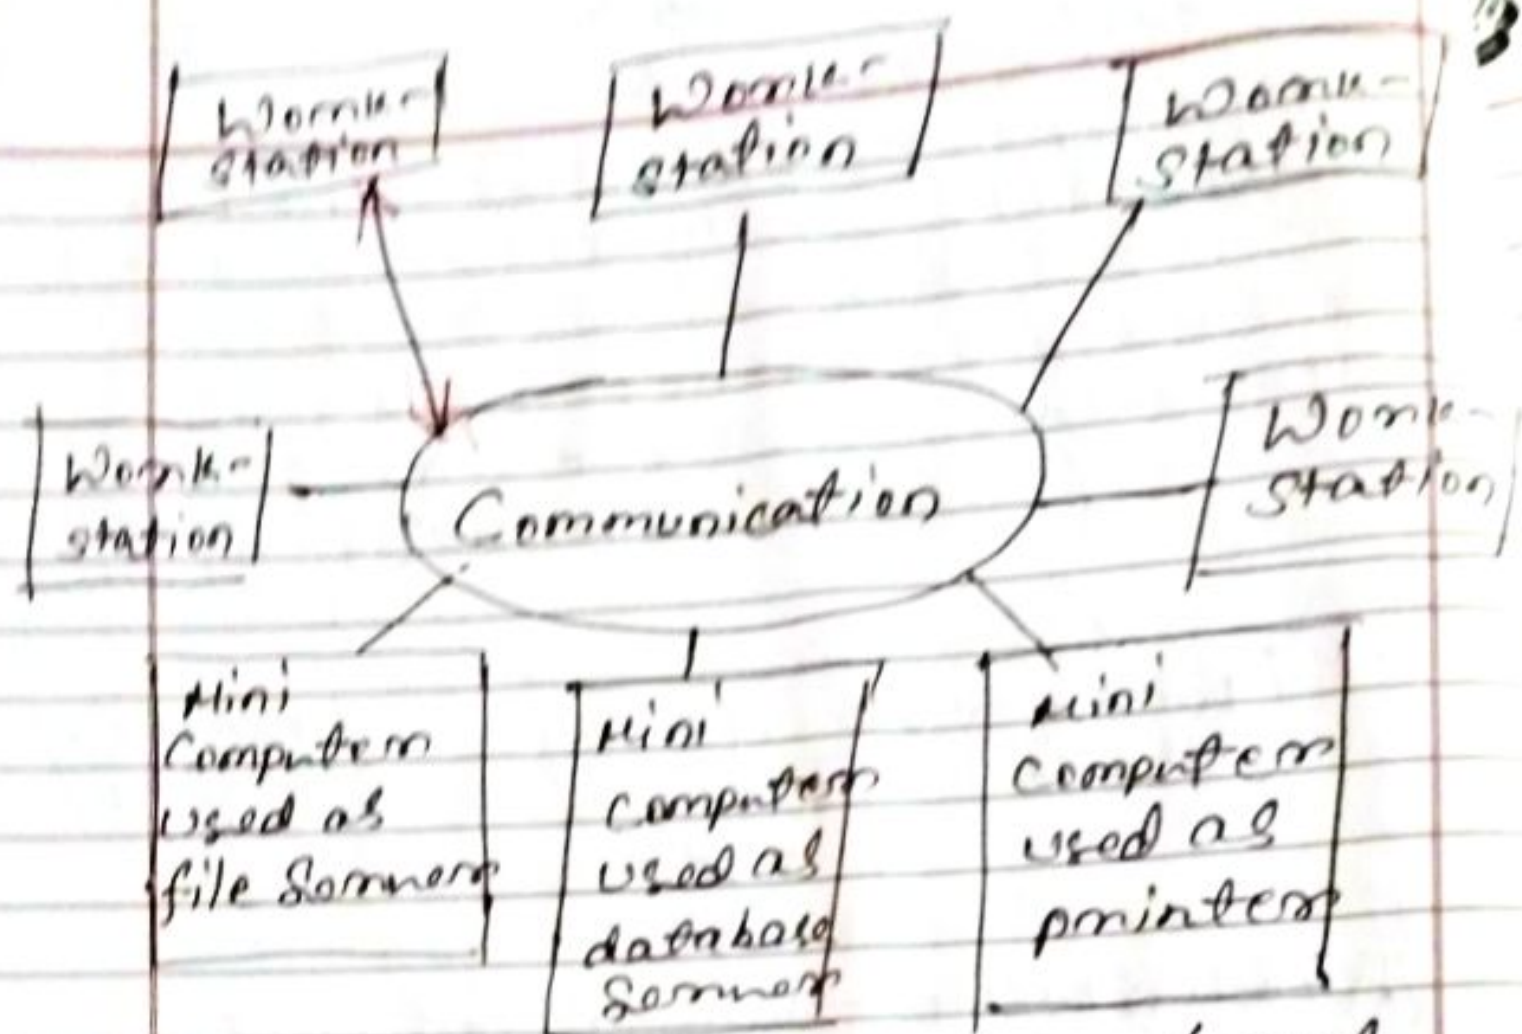 Work-
station
Work-
station
Work-
station
Work-
station
Communication
Work-
station
Mini
Computer
used as
file Server
Mini
Computer
used as
database
Server
Mini
Computer
used as
printer